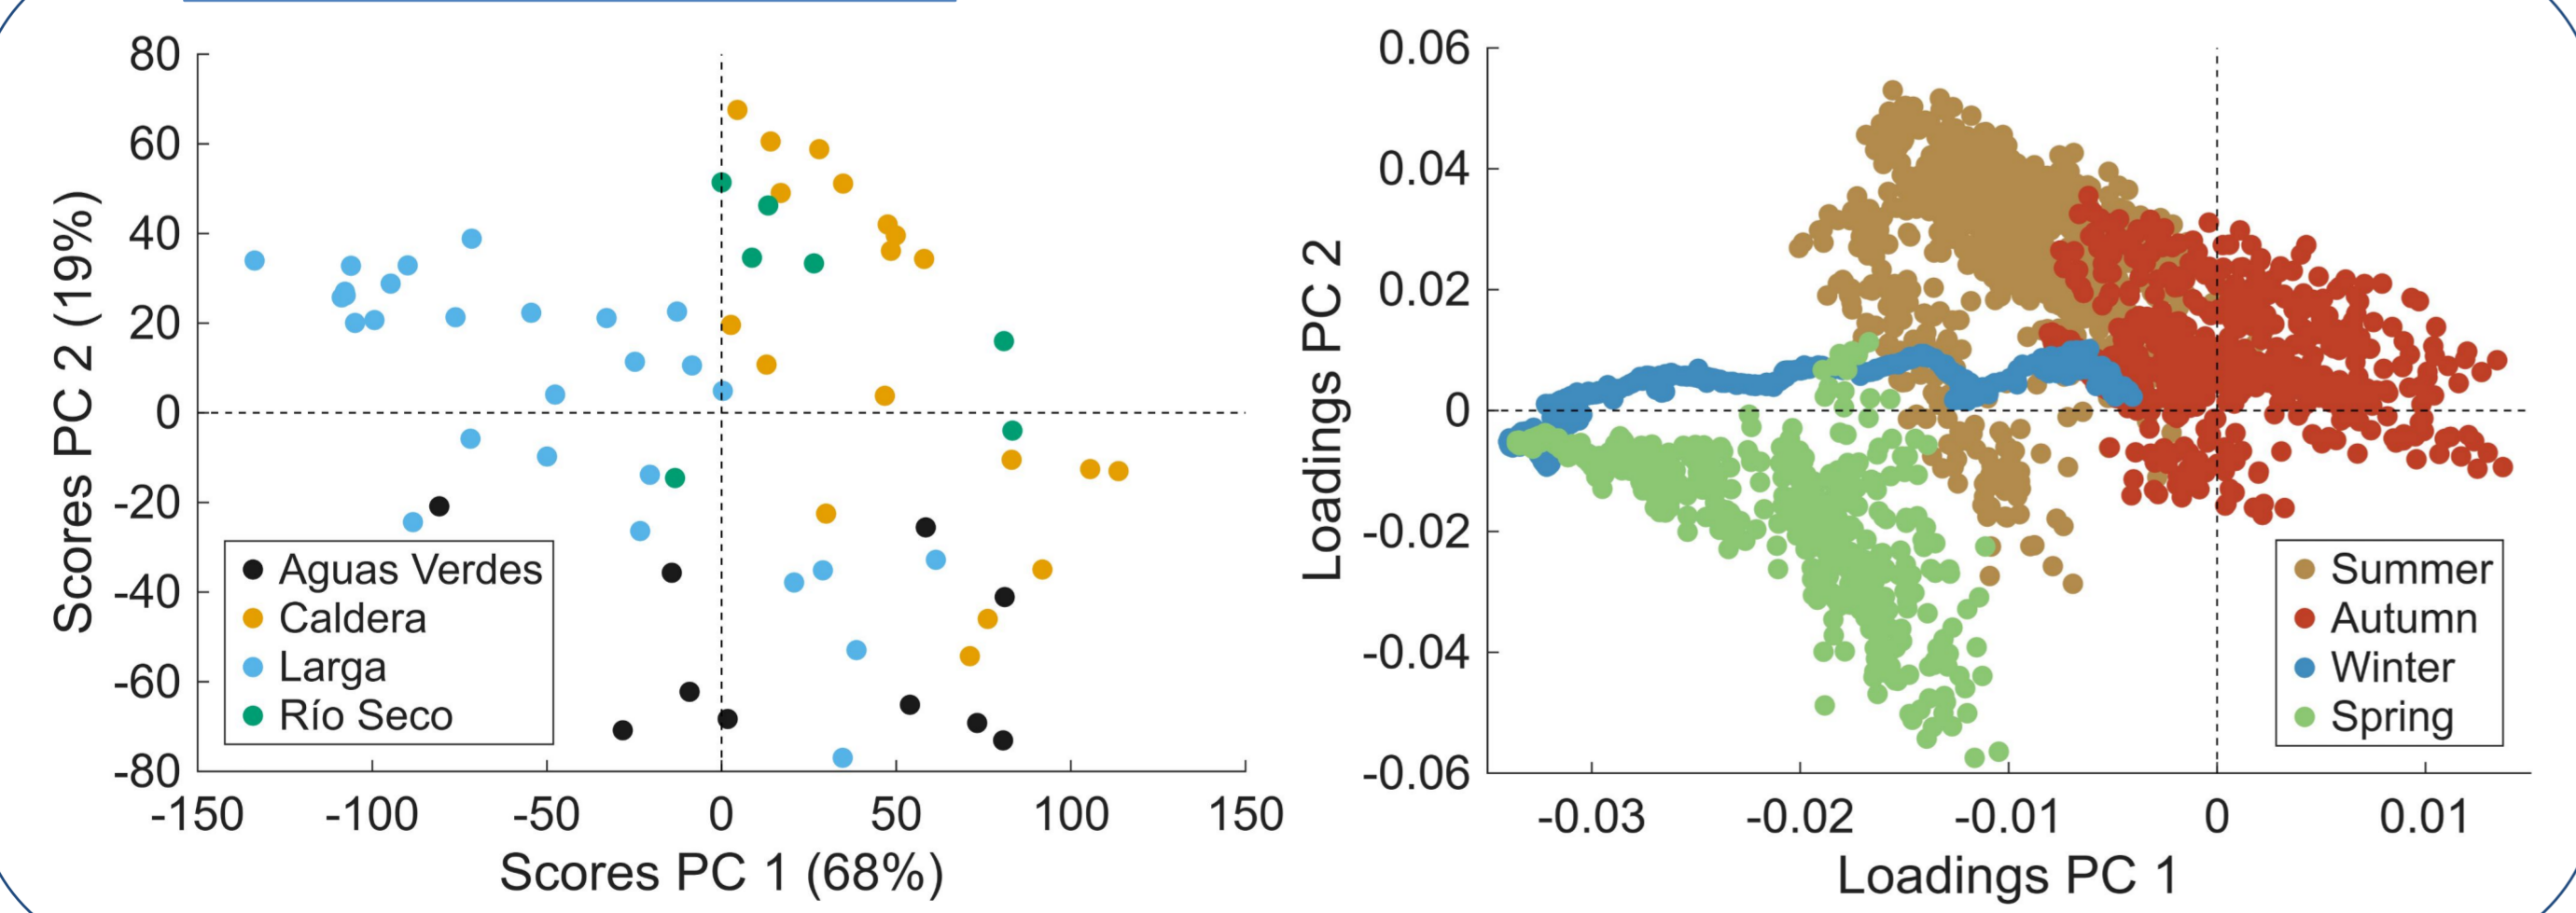 80
60
40
20
0
-20
-40
-60
-80
Scores PC 2 (19%)
Aguas Verdes
Caldera
Larga
Río Seco
-150 -100 -50 0 50 100 150
Scores PC 1 (68%)
0.06
0.04
0.02
0
-0.02
-0.04
-0.06
Loadings PC 2
Summer
Autumn
Winter
Spring
-0.03 -0.02 -0.01 0 0.01
Loadings PC 1